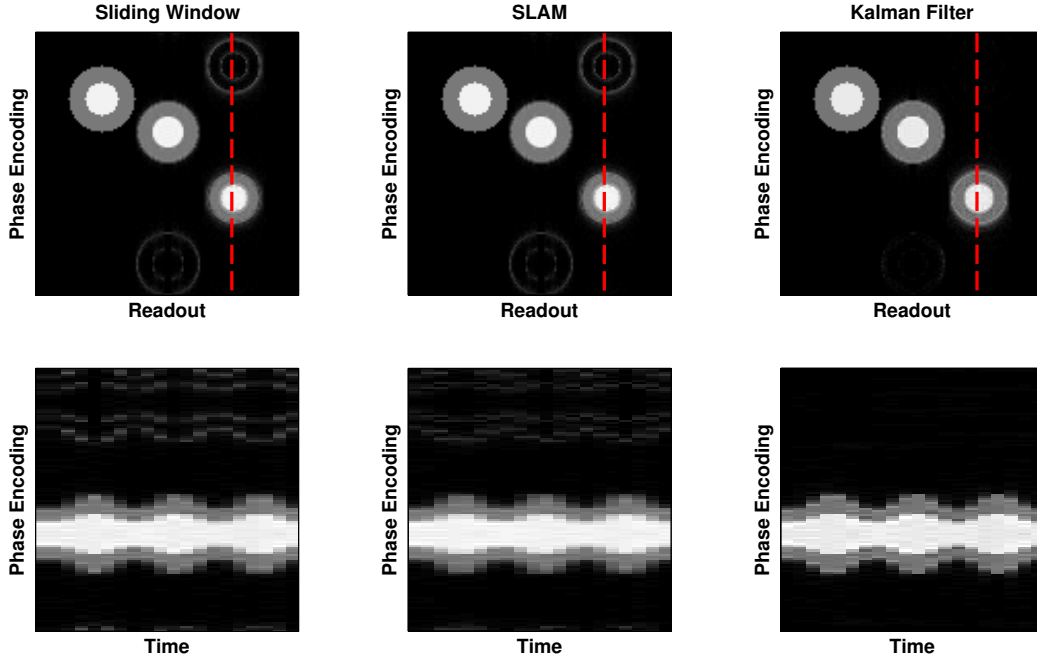 Sliding Window
SLAM
Kalman Filter
Phase Encoding
Phase Encoding
Phase Encoding
Readout
Readout
Readout
Phase Encoding
Phase Encoding
Phase Encoding
Time
Time
Time